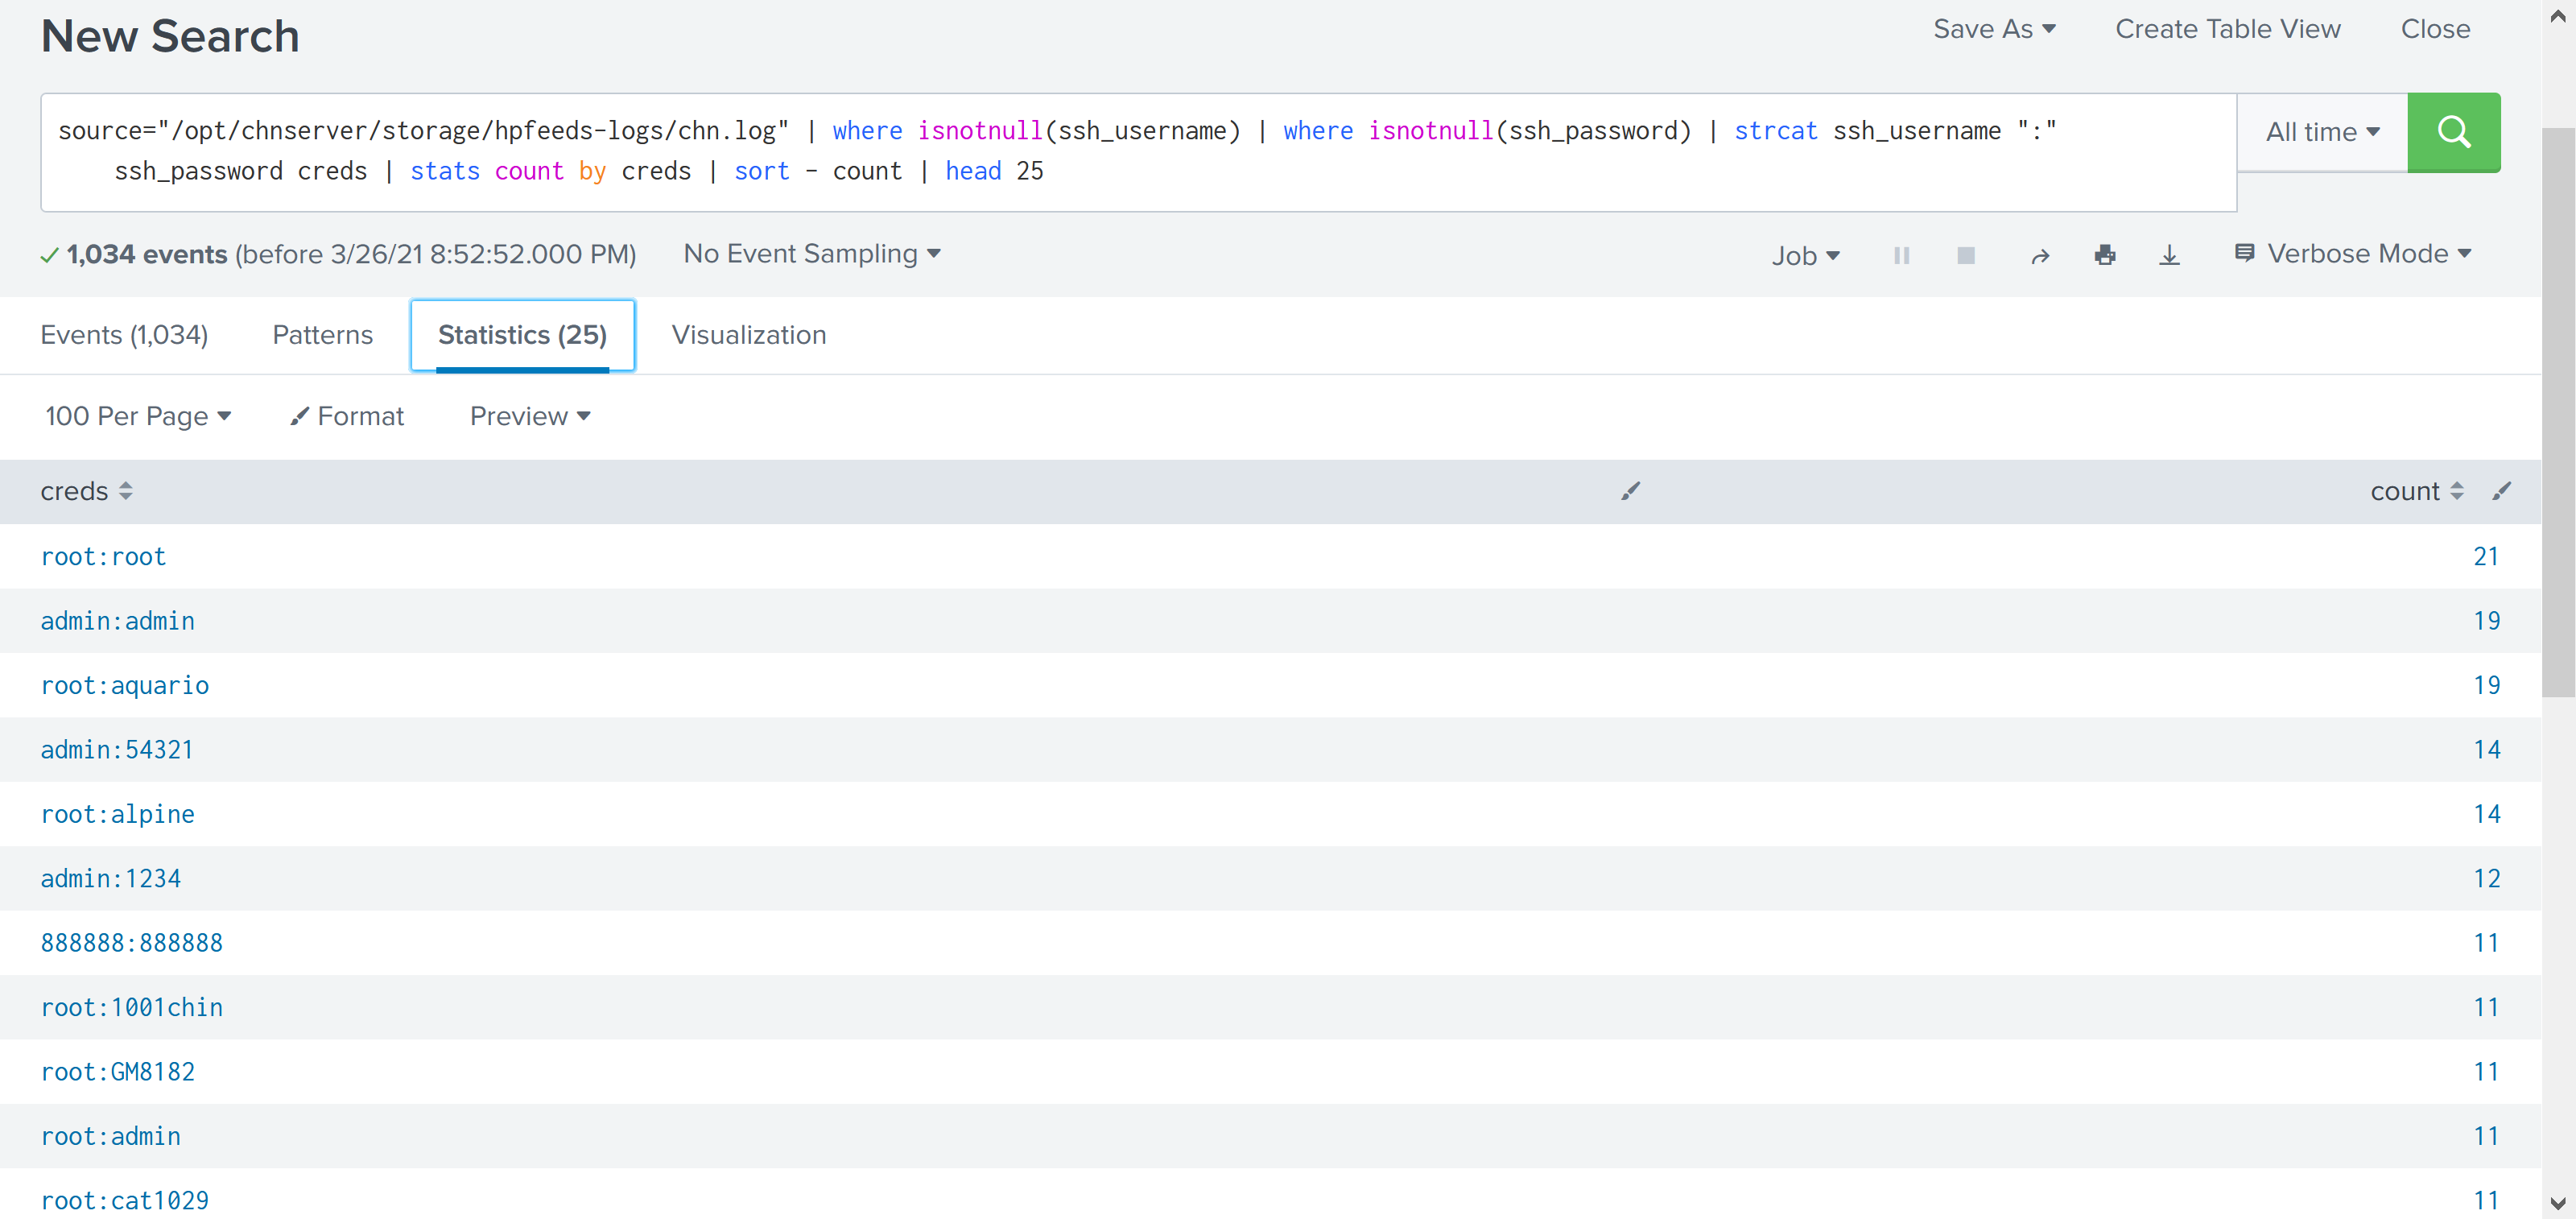 New Search
Save As Create Table View Close
source="/opt/chnserver/storage/hpfeeds-logs/chn.log" | where isnotnull(ssh_username) | where isnotnull(ssh_password) | strcat ssh_username ":"
ssh_password creds | stats count by creds | sort - count | head 25
All time
1,034 events (before 3/26/21 8:52:52.000 PM) No Event Sampling Job Verbose Mode
Events (1,034) Patterns Statistics (25) Visualization
100 Per Page Format Preview
creds count
root:root 21
admin:admin 19
root:aquario 19
admin:54321 14
root:alpine 14
admin:1234 12
888888:888888 11
root:1001chin 11
root:GM8182 11
root:admin 11
root:cat1029 11